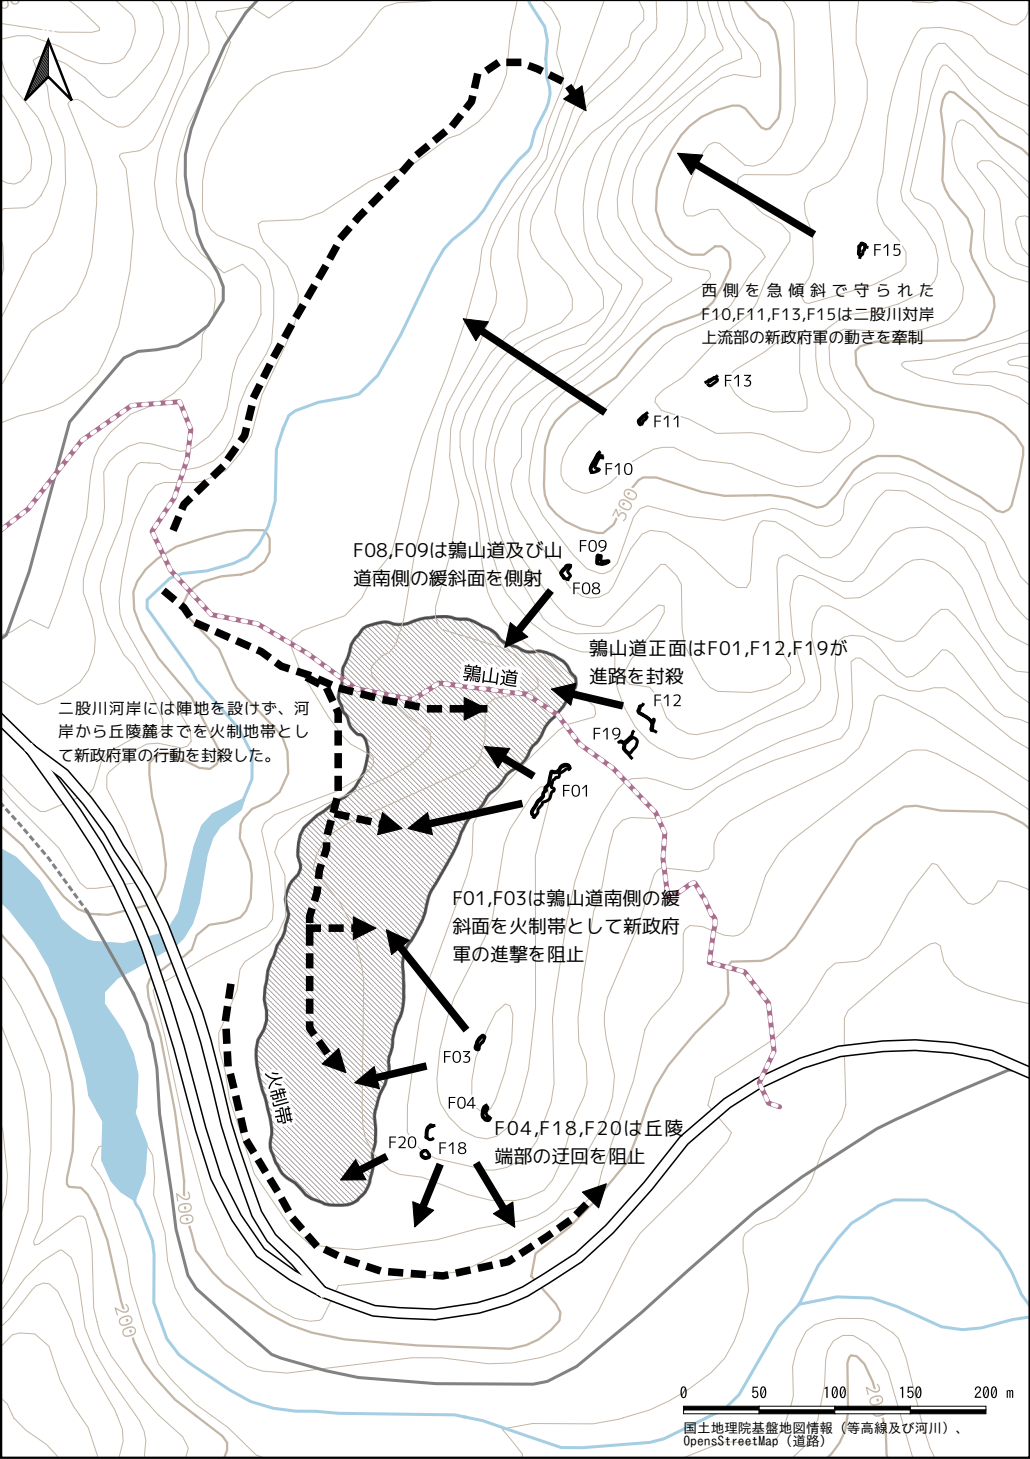 F15
西側を急傾斜で守られた
F10,F11,F13,F15は二股川対岸
上流部の新政府軍の動きを牽制
F13
F11
F10
300
F09
F08,F09は鶉山道及び山
道南側の緩斜面を側射
F08
鶉山道正面はF01,F12,F19が
進路を封殺
鶉山道
F12
二股川河岸には陣地を設けず、河
岸から丘陵麓までを火制地帯とし
て新政府軍の行動を封殺した。
F19
F01
F01,F03は鶉山道南側の緩
斜面を火制帯として新政府
軍の進撃を阻止
F03
火制帯
F04
F04,F18,F20は丘陵
端部の迂回を阻止
F20
F18
200
200
200
0 50 100 150 200 m
国土地理院基盤地図情報（等高線及び河川）、
OpensStreetMap（道路）